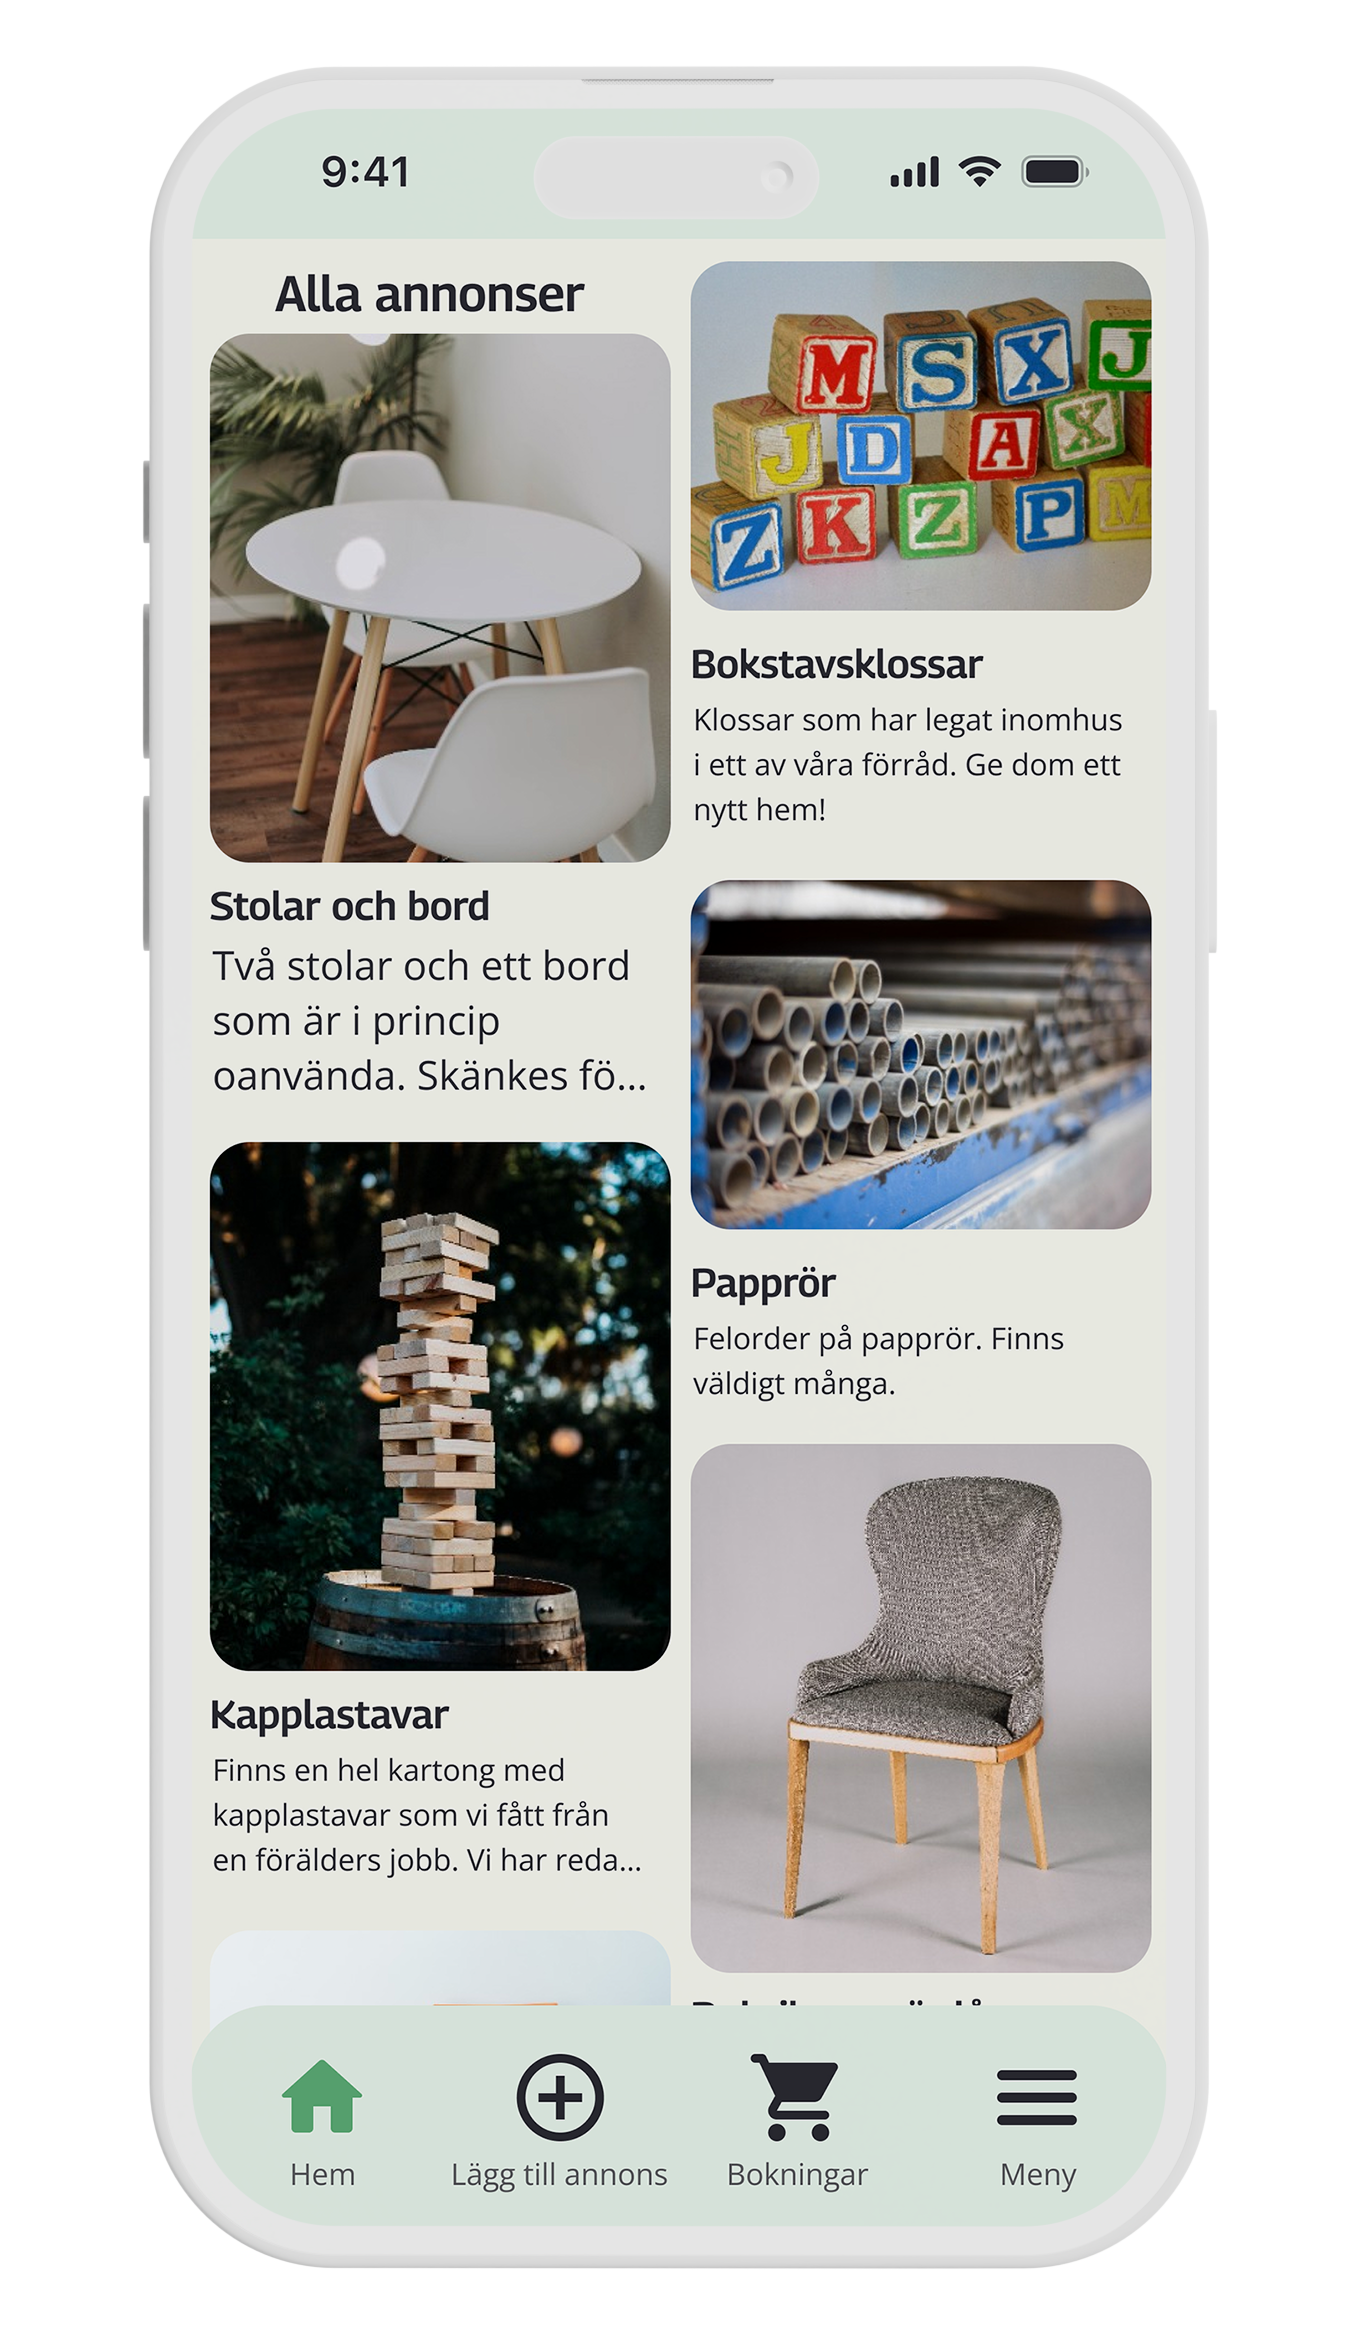 9:41
Alla annonser
Stolar och bord
Två stolar och ett bord
som är i princip
oanvända. Skänkes fö...
Kapplastavar
Finns en hel kartong med
kapplastavar som vi fått från
en förälders jobb. Vi har reda...
M S X J
J D A X
Z K Z P M
Bokstavsklossar
Klossar som har legat inomhus
i ett av våra förråd. Ge dom ett
nytt hem!
Papprör
Felorder på papprör. Finns
väldigt många.
Hem
Lägg till annons
Bokningar
Meny